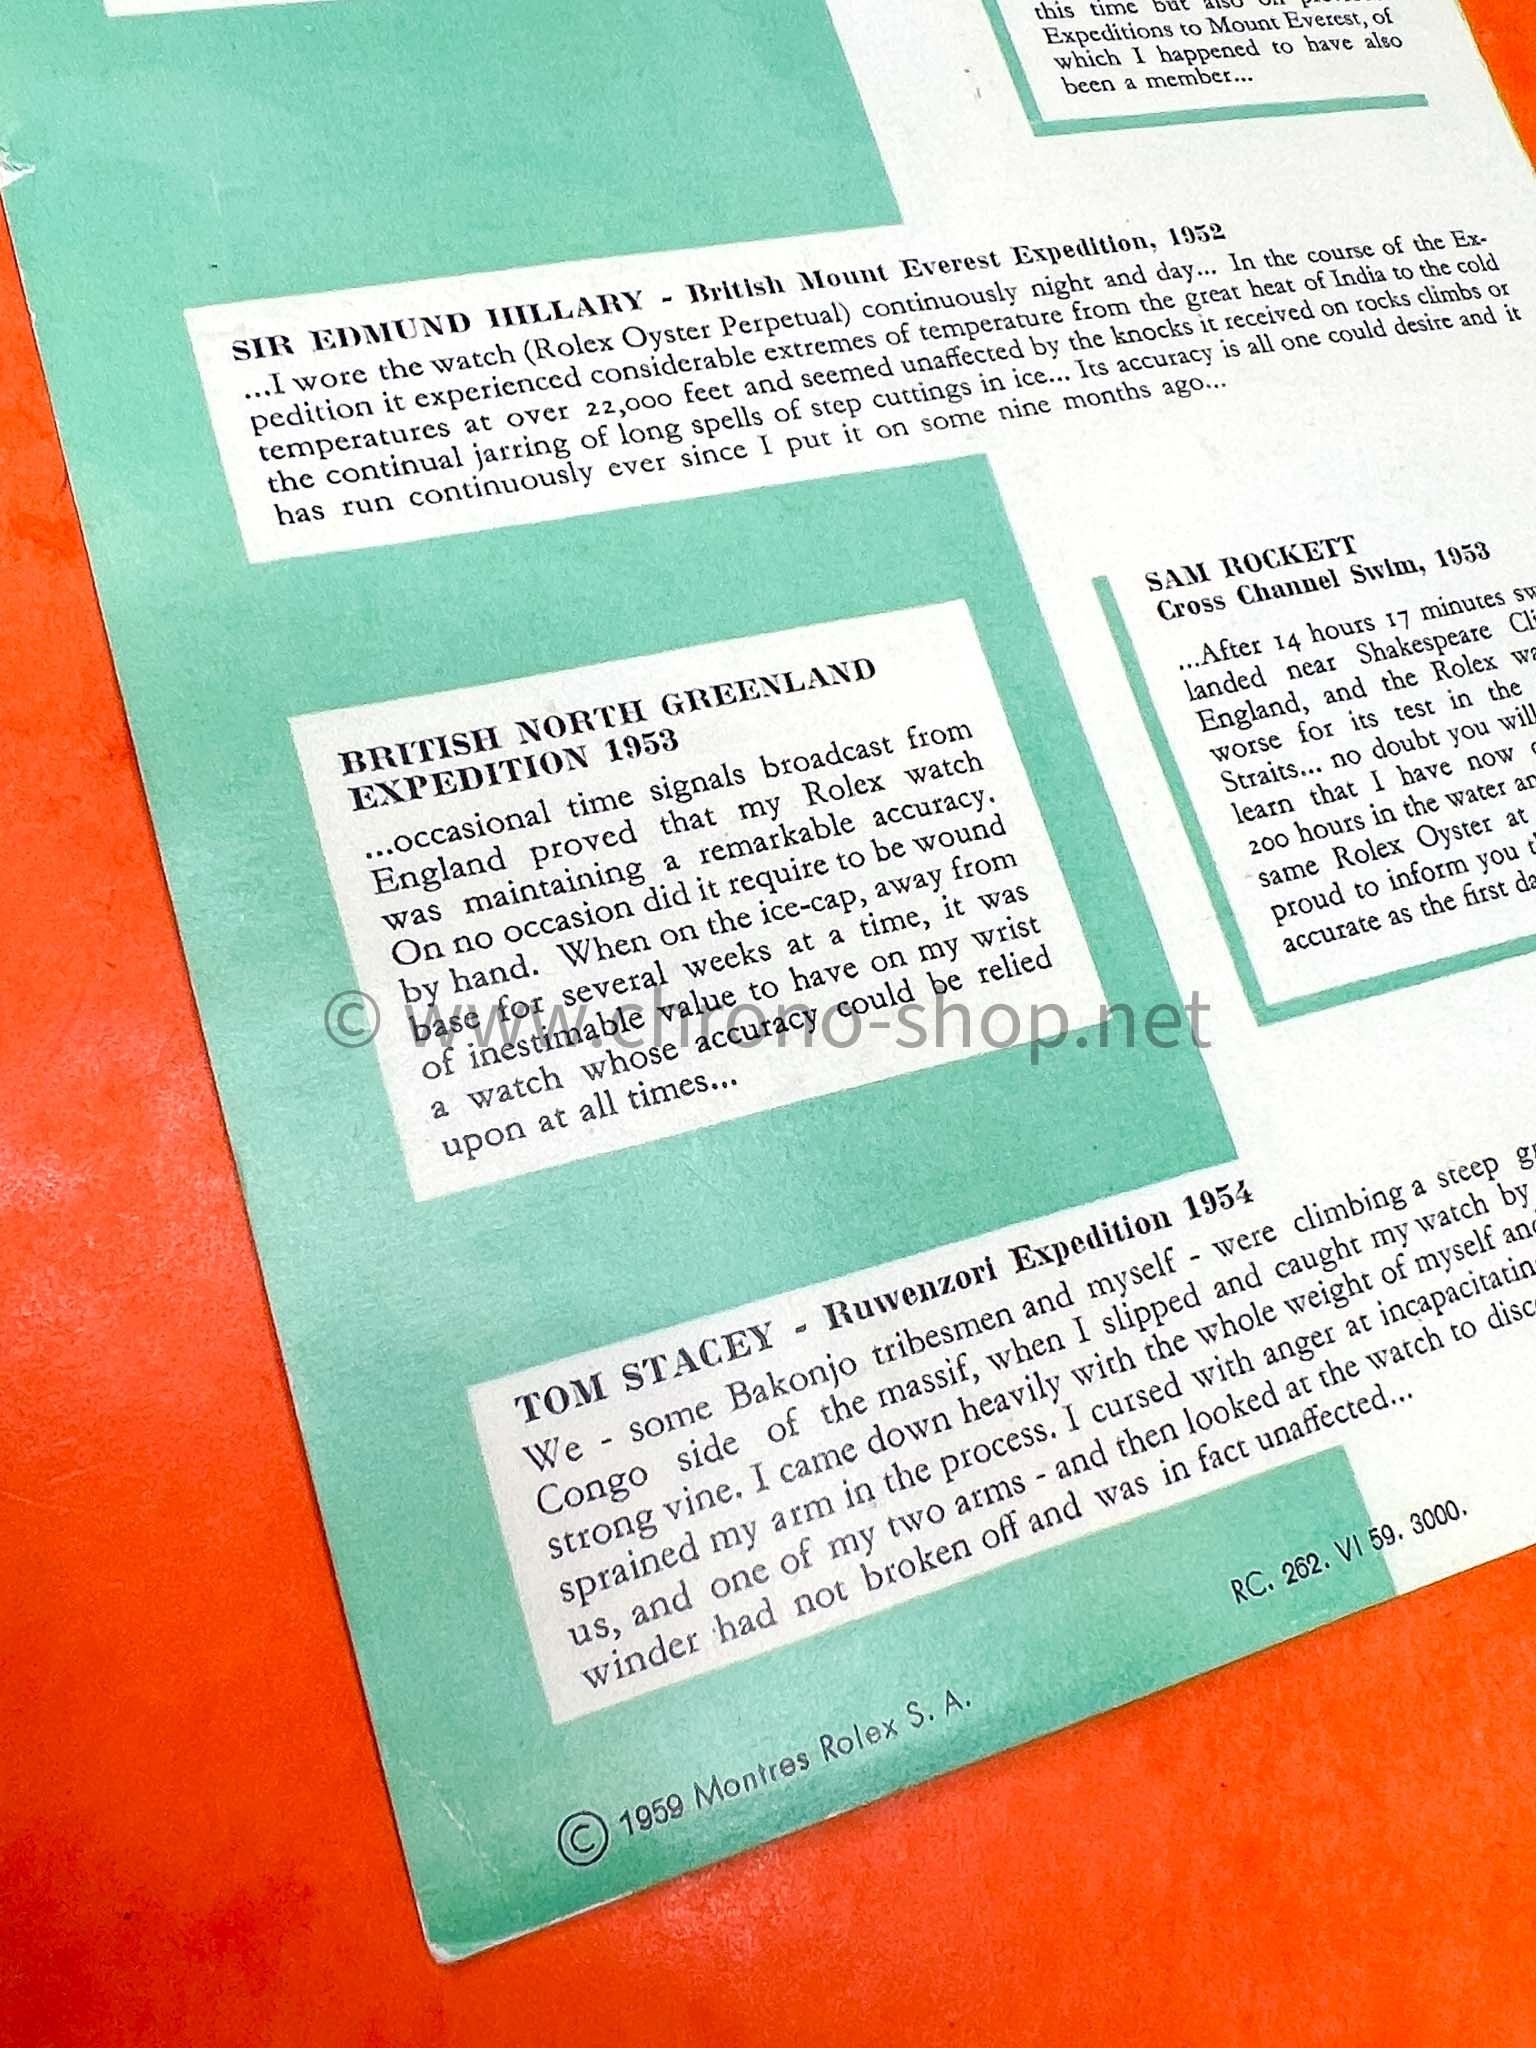 this time but also on
Expeditions to Mount Everest, of
which I happened to have also
been a member...
SIR EDMUND HILLARY - British Mount Everest Expedition, 1952
...I wore the watch (Rolex Oyster Perpetual) continuously night and day... In the course of the Ex-
pedition it experienced considerable extremes of temperature from the great heat of India to the cold
temperatures at over 22,000 feet and seemed unaffected by the knocks it received on rocks climbs or
the continual jarring of long spells of step cuttings in ice... Its accuracy is all one could desire and it
has run continuously ever since I put it on some nine months ago...
SAM ROCKETT
Cross Channel Swim, 1953
...After 14 hours 17 minutes
landed near Shakespeare
England, and the Rolex
worse for its test in the
Straits... no doubt you will
learn that I have now
200 hours in the water
same Rolex Oyster at
proud to inform you
accurate as the first
BRITISH NORTH GREENLAND
EXPEDITION 1953
...occasional time signals broadcast from
England proved that my Rolex watch
was maintaining a remarkable accuracy.
On no occasion did it require to be wound
by hand. When on the ice-cap, away from
base for several weeks at a time, it was
of inestimable value to have on my wrist
a watch whose accuracy could be relied
upon at all times...
© www.chrono-shop.net
TOM STACEY - Ruwenzori Expedition 1954
We - some Bakonjo tribesmen and myself - were climbing a steep
Congo side of the massif, when I slipped and caught my watch by
strong vine. I came down heavily with the whole weight of myself and
sprained my arm in the process. I cursed with anger at incapacitating
us, and one of my two arms - and then looked at the watch to
winder had not broken off and was in fact unaffected...
RC. 262. VI 59. 3000.
© 1959 Montres Rolex S. A.